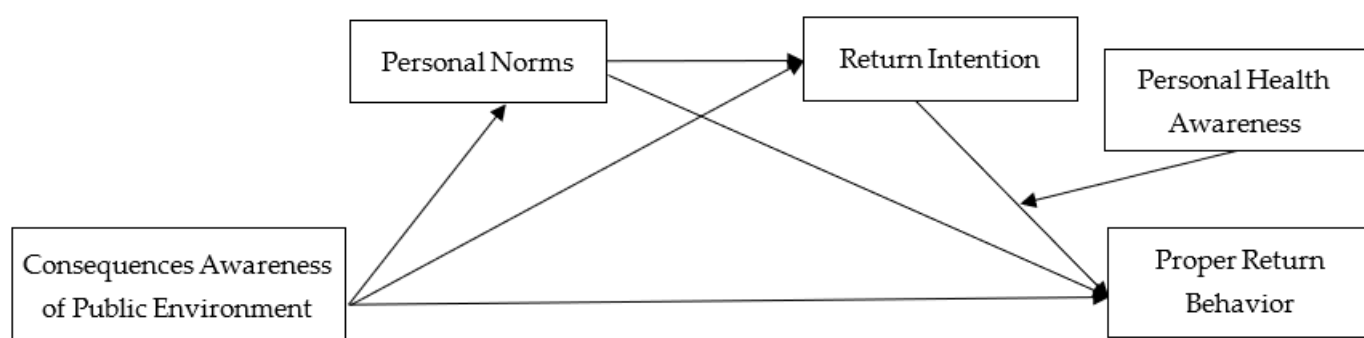 Personal Norms
Return Intention
Personal Health
Awareness
Consequences Awareness
of Public Environment
Proper Return
Behavior